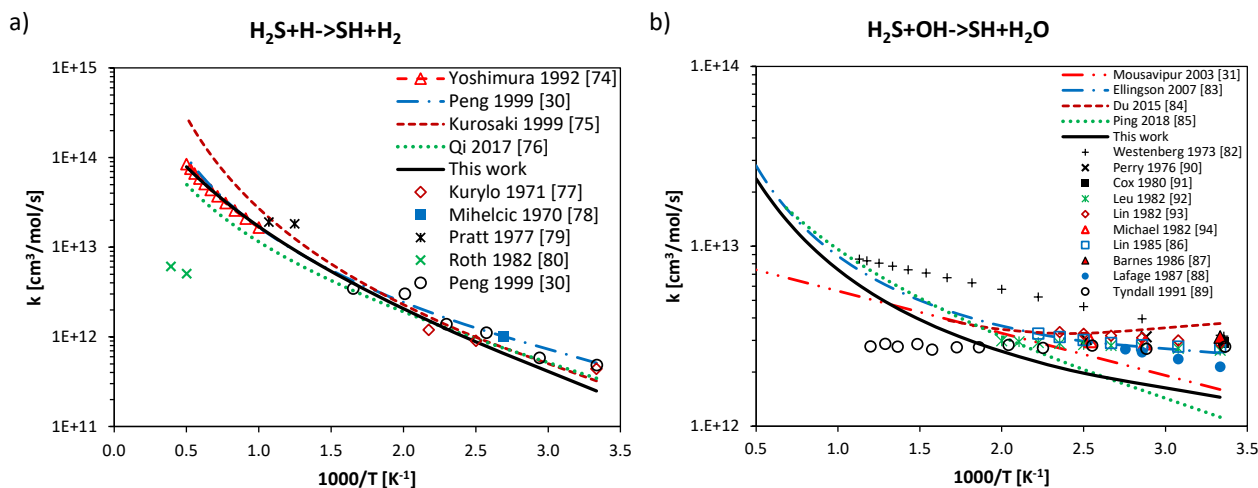 a)
H₂S+H->SH+H₂
1E+15
1E+14
1E+13
1E+12
1E+11
k [cm³/mol/s]
0.0 0.5 1.0 1.5 2.0 2.5 3.0 3.5
1000/T [K⁻¹]
Yoshimura 1992 [74]
Peng 1999 [30]
Kurosaki 1999 [75]
Qi 2017 [76]
This work
Kurylo 1971 [77]
Mihelcic 1970 [78]
Pratt 1977 [79]
Roth 1982 [80]
Peng 1999 [30]
b)
H₂S+OH->SH+H₂O
1.E+14
1.E+13
1.E+12
k [cm³/mol/s]
0.5 1.0 1.5 2.0 2.5 3.0 3.5
1000/T [K⁻¹]
Mousavipur 2003 [31]
Ellingson 2007 [83]
Du 2015 [84]
Ping 2018 [85]
This work
Westenberg 1973 [82]
Perry 1976 [90]
Cox 1980 [91]
Leu 1982 [92]
Lin 1982 [93]
Michael 1982 [94]
Lin 1985 [86]
Barnes 1986 [87]
Lafage 1987 [88]
Tyndall 1991 [89]